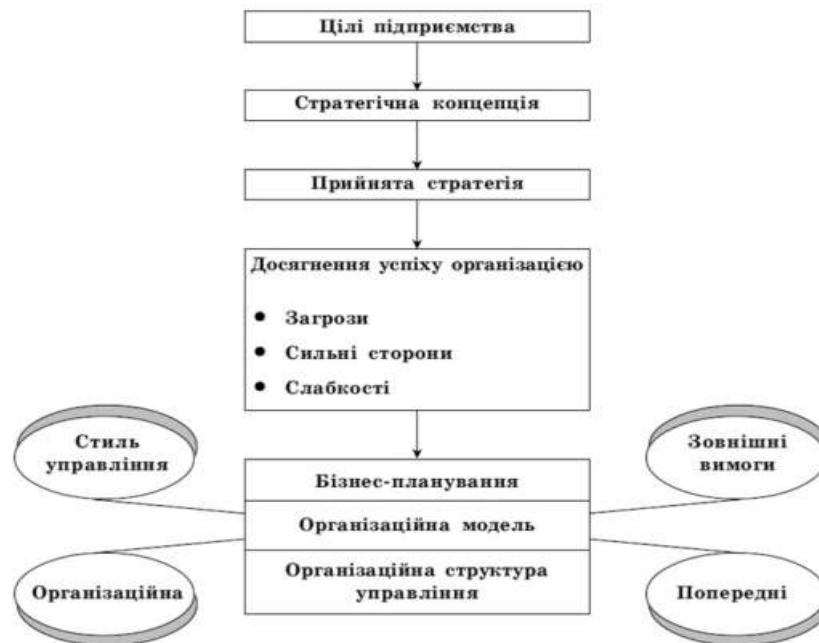 Цілі підприємства
Стратегічна концепція
Прийнята стратегія
Досягнення успіху організацією
● Загрози
● Сильні сторони
● Слабкості
Стиль
управління
Зовнішні
вимоги
Бізнес-планування
Організаційна модель
Організаційна структура
управління
Організаційна
Попередні